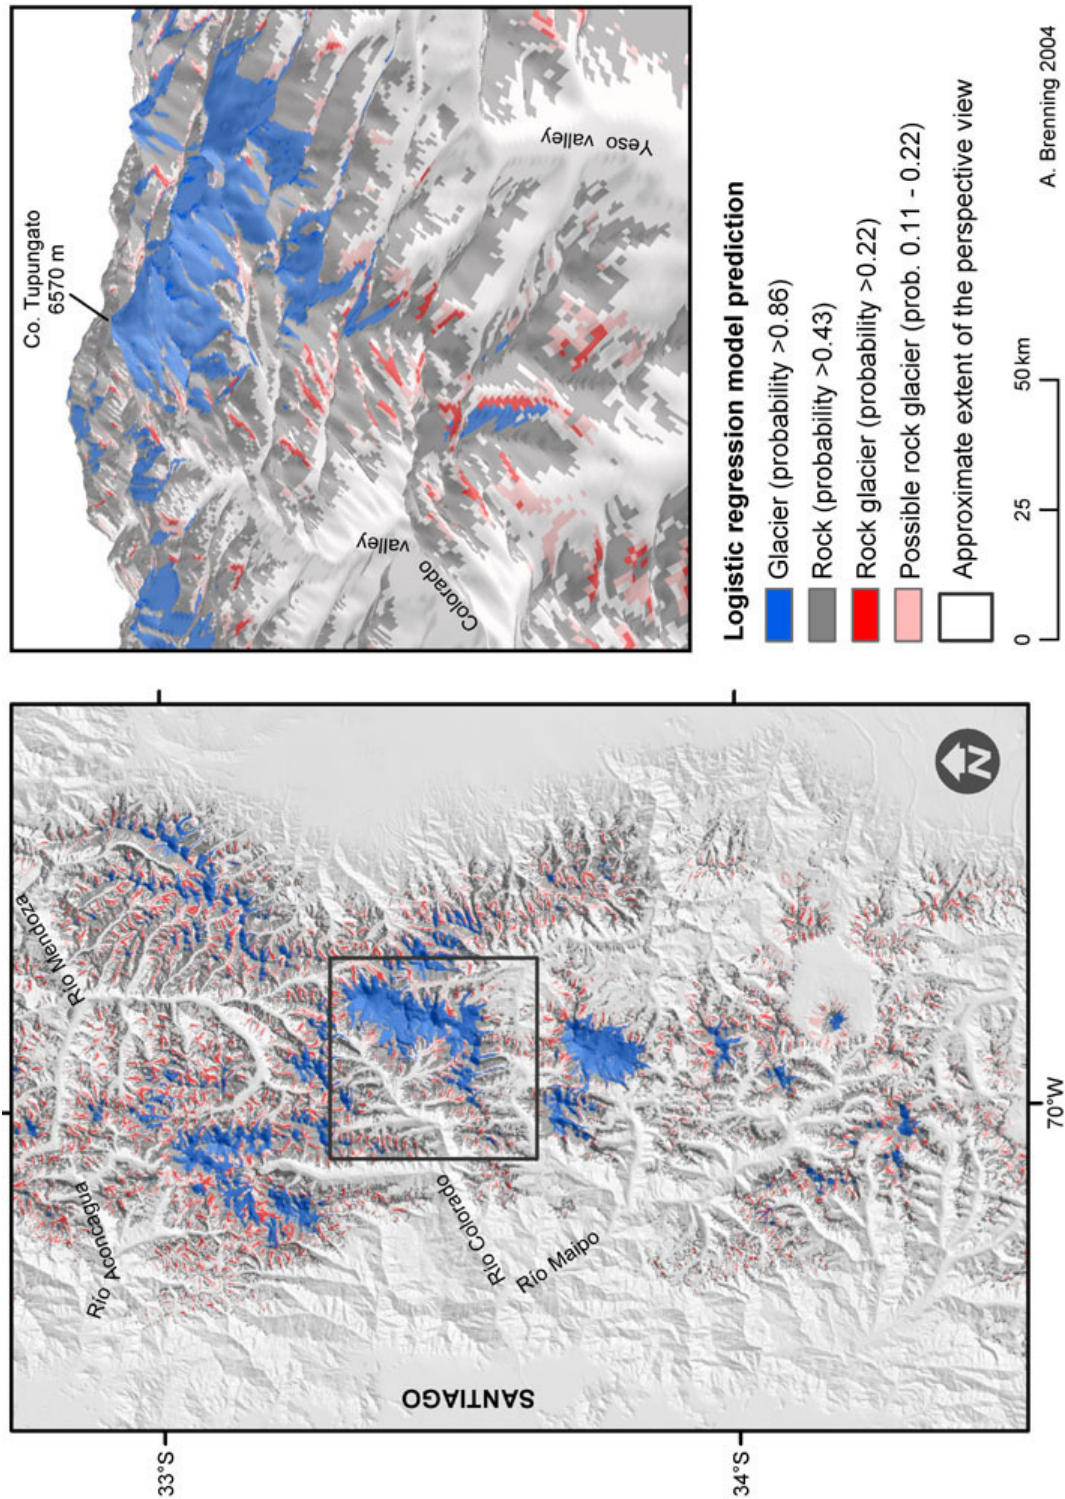 Co. Tupungato
6570 m
Yeso valley
Colorado
valley
Logistic regression model prediction
Glacier (probability >0.86)
Rock (probability >0.43)
Rock glacier (probability >0.22)
Possible rock glacier (prob. 0.11 - 0.22)
Approximate extent of the perspective view
0
25
50km
A. Brenning 2004
Río Mendoza
Río Aconcagua
Río Colorado
Río Maipo
SANTIAGO
N
33°S
34°S
70°W